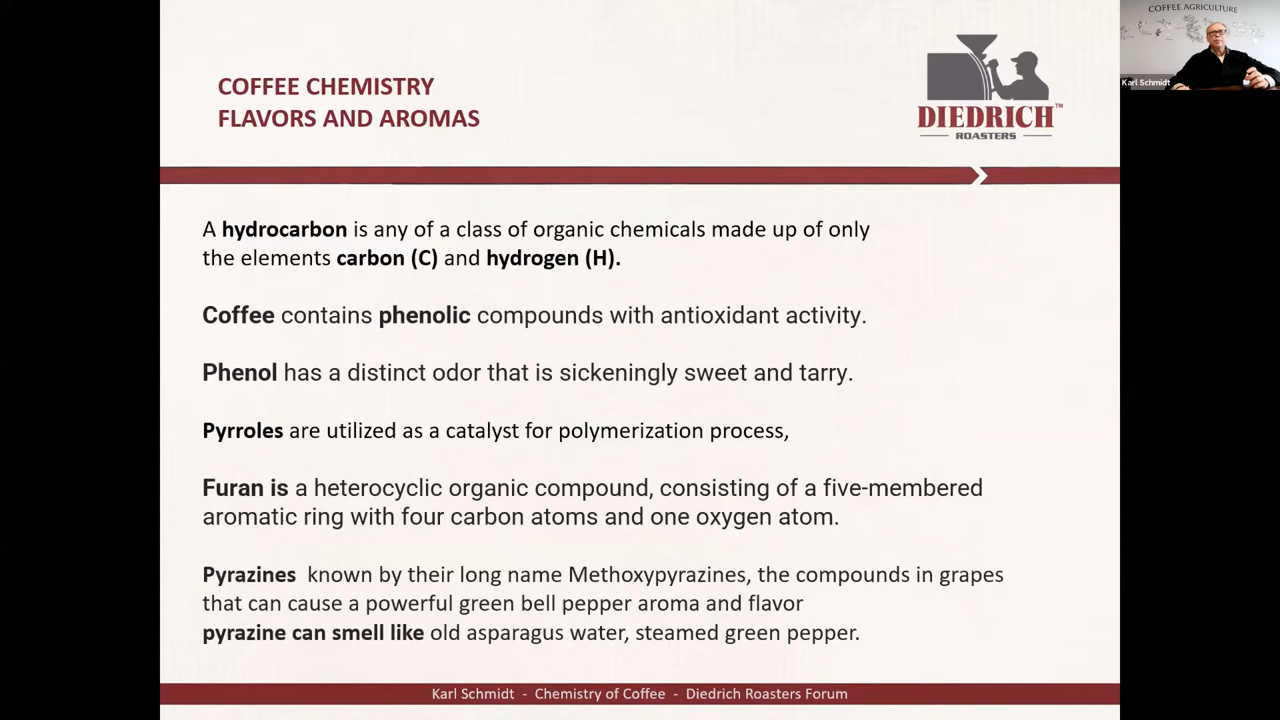 COFFEE AGRICULTURE
Karl Schmidt
COFFEE CHEMISTRY
FLAVORS AND AROMAS
DIEDRICH™
ROASTERS
A hydrocarbon is any of a class of organic chemicals made up of only
the elements carbon (C) and hydrogen (H).
Coffee contains phenolic compounds with antioxidant activity.
Phenol has a distinct odor that is sickeningly sweet and tarry.
Pyrroles are utilized as a catalyst for polymerization process,
Furan is a heterocyclic organic compound, consisting of a five-membered
aromatic ring with four carbon atoms and one oxygen atom.
Pyrazines known by their long name Methoxypyrazines, the compounds in grapes
that can cause a powerful green bell pepper aroma and flavor
pyrazine can smell like old asparagus water, steamed green pepper.
Karl Schmidt - Chemistry of Coffee - Diedrich Roasters Forum